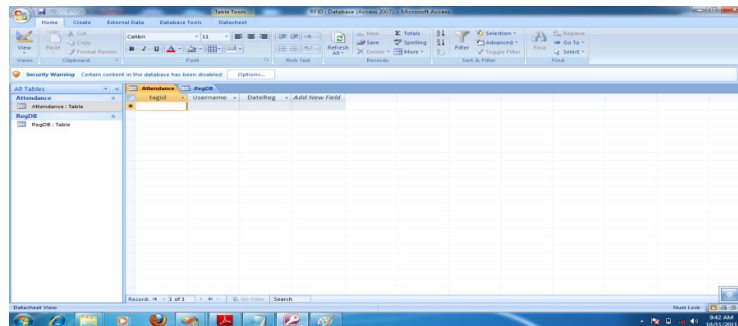 Table Tools RFID : Database (Access 2007) - Microsoft Access
Home Create External Data Database Tools Datasheet
View Paste Cut Copy Format Painter
Calibri 11
B I U A
Refresh All New Save Delete Totals Spelling More
Filter Selection Advanced Toggle Filter
Find Replace Go To Select
Views Clipboard Font Rich Text Records Sort & Filter Find
Security Warning Certain content in the database has been disabled Options...
All Tables
Attendance
Attendance : Table
RegDB
RegDB : Table
Attendance RegDB
tagid Username DateReg Add New Field
Record: 1 of 1 No Filter Search
Datasheet View Num Lock
9:42 AM
10/11/2011